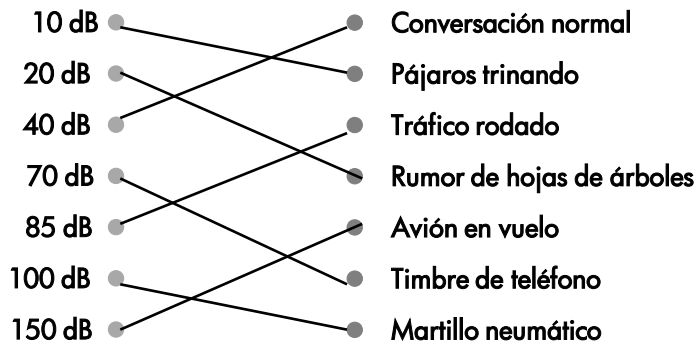 10 dB Conversación normal
20 dB Pájaros trinando
40 dB Tráfico rodado
70 dB Rumor de hojas de árboles
85 dB Avión en vuelo
100 dB Timbre de teléfono
150 dB Martillo neumático